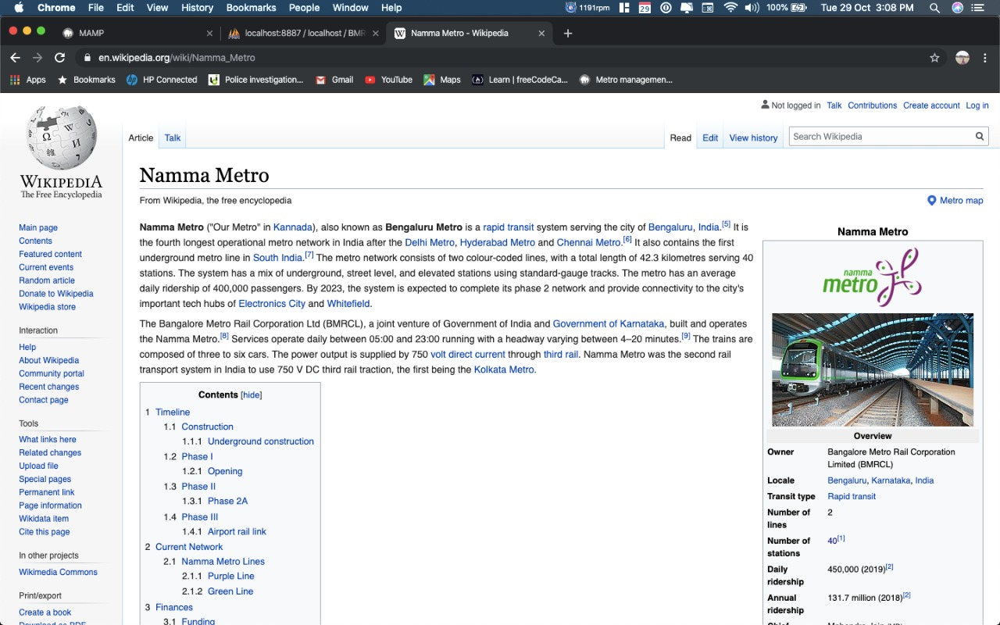 Chrome File Edit View History Bookmarks People Window Help 1191rpm 29 100% Tue 29 Oct 3:08 PM
MAMP localhost:8887 / localhost / BMR Namma Metro - Wikipedia
en.wikipedia.org/wiki/Namma_Metro
Apps Bookmarks HP Connected Police investigation... Gmail YouTube Maps Learn | freeCodeCa... Metro managemen...
Not logged in Talk Contributions Create account Log in
Article Talk Read Edit View history Search Wikipedia
WIKIPEDIA
The Free Encyclopedia
Main page
Contents
Featured content
Current events
Random article
Donate to Wikipedia
Wikipedia store
Interaction
Help
About Wikipedia
Community portal
Recent changes
Contact page
Tools
What links here
Related changes
Upload file
Special pages
Permanent link
Page information
Wikidata item
Cite this page
In other projects
Wikimedia Commons
Print/export
Create a book
Download as PDF
Namma Metro
From Wikipedia, the free encyclopedia
Metro map
Namma Metro ("Our Metro" in Kannada), also known as Bengaluru Metro is a rapid transit system serving the city of Bengaluru, India.[5] It is
the fourth longest operational metro network in India after the Delhi Metro, Hyderabad Metro and Chennai Metro.[6] It also contains the first
underground metro line in South India.[7] The metro network consists of two colour-coded lines, with a total length of 42.3 kilometres serving 40
stations. The system has a mix of underground, street level, and elevated stations using standard-gauge tracks. The metro has an average
daily ridership of 400,000 passengers. By 2023, the system is expected to complete its phase 2 network and provide connectivity to the city's
important tech hubs of Electronics City and Whitefield.
The Bangalore Metro Rail Corporation Ltd (BMRCL), a joint venture of Government of India and Government of Karnataka, built and operates
the Namma Metro.[8] Services operate daily between 05:00 and 23:00 running with a headway varying between 4–20 minutes.[9] The trains are
composed of three to six cars. The power output is supplied by 750 volt direct current through third rail. Namma Metro was the second rail
transport system in India to use 750 V DC third rail traction, the first being the Kolkata Metro.
Contents [hide]
1 Timeline
1.1 Construction
1.1.1 Underground construction
1.2 Phase I
1.2.1 Opening
1.3 Phase II
1.3.1 Phase 2A
1.4 Phase III
1.4.1 Airport rail link
2 Current Network
2.1 Namma Metro Lines
2.1.1 Purple Line
2.1.2 Green Line
3 Finances
3.1 Funding
Namma Metro
namma
metro
Overview
Owner Bangalore Metro Rail Corporation
Limited (BMRCL)
Locale Bengaluru, Karnataka, India
Transit type Rapid transit
Number of 2
lines
Number of 40[1]
stations
Daily 450,000 (2019)[2]
ridership
Annual 131.7 million (2018)[2]
ridership
Chief Mahendra Jain (MD)